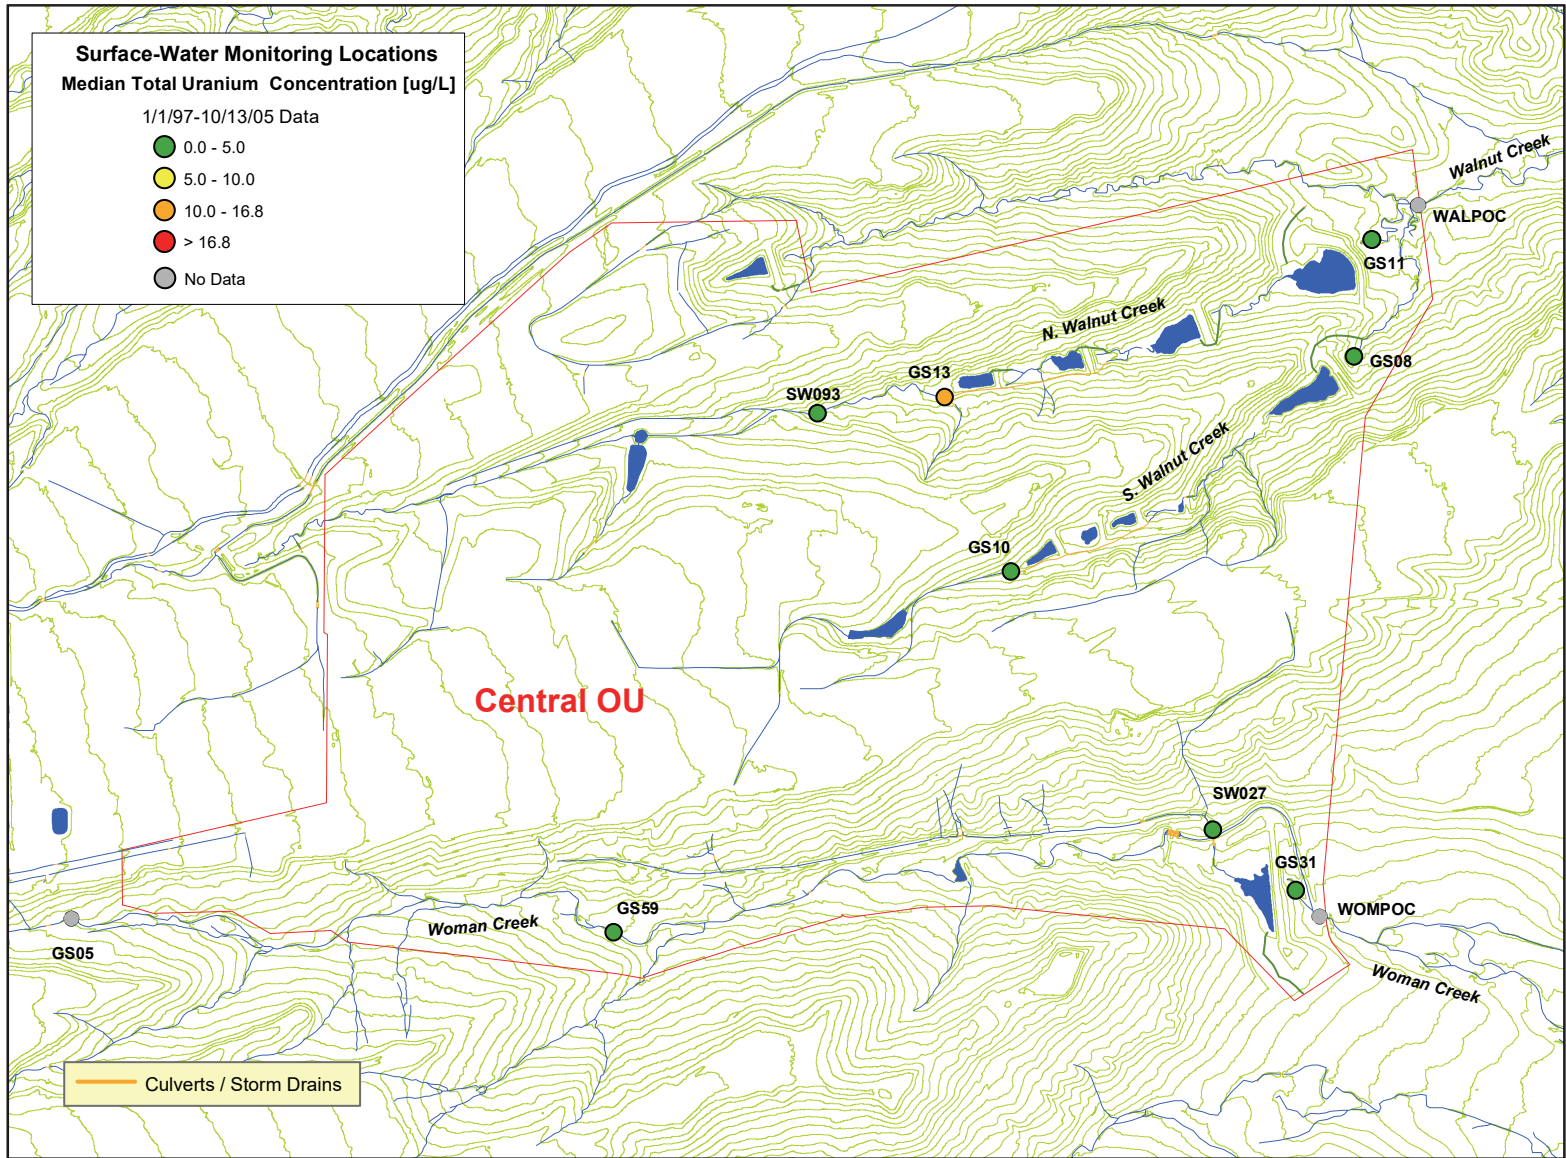 Surface-Water Monitoring Locations
Median Total Uranium Concentration [ug/L]
1/1/97-10/13/05 Data
0.0 - 5.0
5.0 - 10.0
10.0 - 16.8
> 16.8
No Data
Walnut Creek
WALPOC
GS11
N. Walnut Creek
GS08
GS13
SW093
S. Walnut Creek
GS10
Central OU
SW027
GS31
WOMPOC
GS59
Woman Creek
GS05
Woman Creek
Culverts / Storm Drains